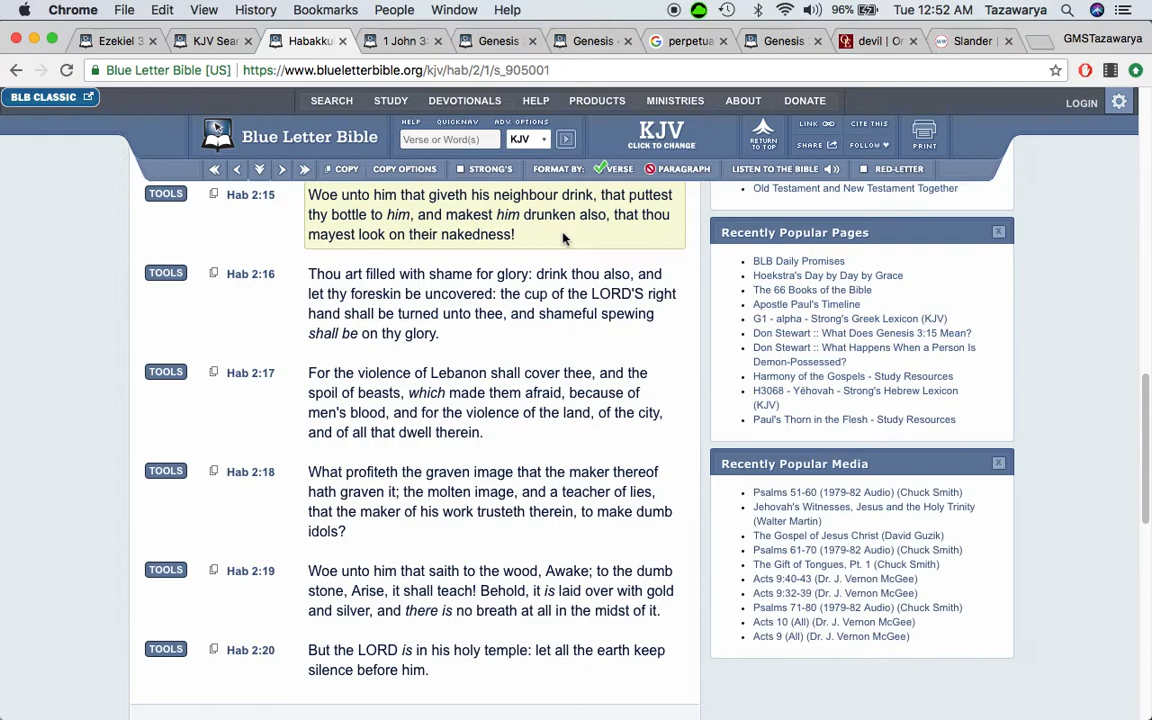 Chrome File Edit View History Bookmarks People Window Help 96% Tue 12:52 AM Tazawarya
Ezekiel 3 KJV Sear Habakku 1 John 3: Genesis Genesis 4 perpetua Genesis devil | Or Slander | GMSTazawarya
Blue Letter Bible [US] https://www.blueletterbible.org/kjv/hab/2/1/s_905001
BLB CLASSIC
SEARCH STUDY DEVOTIONALS HELP PRODUCTS MINISTRIES ABOUT DONATE LOGIN
Blue Letter Bible
HELP QUICKNAV ADV. OPTIONS
Verse or Word(s) KJV
KJV
CLICK TO CHANGE
RETURN TO TOP
LINK CITE THIS
SHARE FOLLOW
PRINT
COPY COPY OPTIONS STRONG'S FORMAT BY: VERSE PARAGRAPH LISTEN TO THE BIBLE RED-LETTER
TOOLS Hab 2:15 Woe unto him that giveth his neighbour drink, that puttest
thy bottle to him, and makest him drunken also, that thou
mayest look on their nakedness!
TOOLS Hab 2:16 Thou art filled with shame for glory: drink thou also, and
let thy foreskin be uncovered: the cup of the LORD'S right
hand shall be turned unto thee, and shameful spewing
shall be on thy glory.
TOOLS Hab 2:17 For the violence of Lebanon shall cover thee, and the
spoil of beasts, which made them afraid, because of
men's blood, and for the violence of the land, of the city,
and of all that dwell therein.
TOOLS Hab 2:18 What profiteth the graven image that the maker thereof
hath graven it; the molten image, and a teacher of lies,
that the maker of his work trusteth therein, to make dumb
idols?
TOOLS Hab 2:19 Woe unto him that saith to the wood, Awake; to the dumb
stone, Arise, it shall teach! Behold, it is laid over with gold
and silver, and there is no breath at all in the midst of it.
TOOLS Hab 2:20 But the LORD is in his holy temple: let all the earth keep
silence before him.
Old Testament and New Testament Together
Recently Popular Pages
BLB Daily Promises
Hoekstra's Day by Day by Grace
The 66 Books of the Bible
Apostle Paul's Timeline
G1 - alpha - Strong's Greek Lexicon (KJV)
Don Stewart :: What Does Genesis 3:15 Mean?
Don Stewart :: What Happens When a Person Is
Demon-Possessed?
Harmony of the Gospels - Study Resources
H3068 - Yĕhovah - Strong's Hebrew Lexicon
(KJV)
Paul's Thorn in the Flesh - Study Resources
Recently Popular Media
Psalms 51-60 (1979-82 Audio) (Chuck Smith)
Jehovah's Witnesses, Jesus and the Holy Trinity
(Walter Martin)
The Gospel of Jesus Christ (David Guzik)
Psalms 61-70 (1979-82 Audio) (Chuck Smith)
The Gift of Tongues, Pt. 1 (Chuck Smith)
Acts 9:40-43 (Dr. J. Vernon McGee)
Acts 9:32-39 (Dr. J. Vernon McGee)
Psalms 71-80 (1979-82 Audio) (Chuck Smith)
Acts 10 (All) (Dr. J. Vernon McGee)
Acts 9 (All) (Dr. J. Vernon McGee)